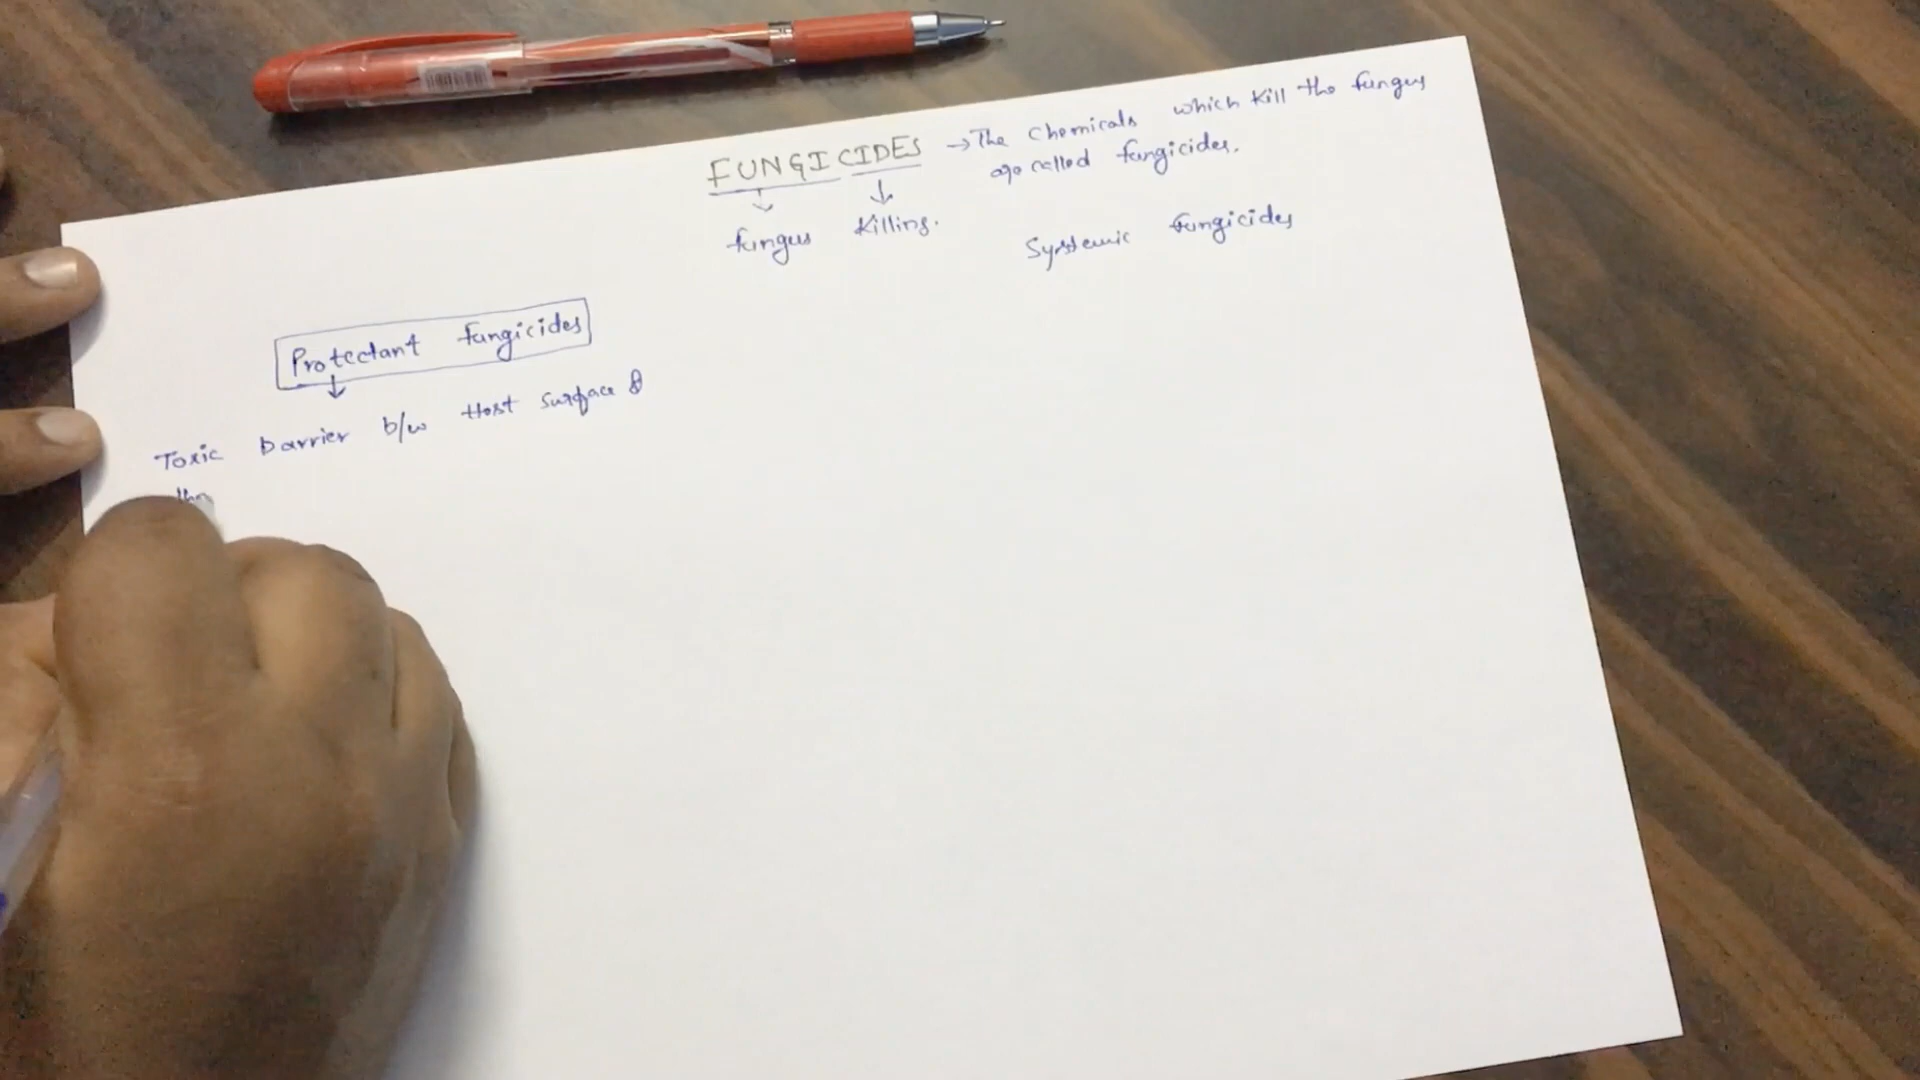 FUNGICIDES → The chemicals which kill the fungus
are called fungicides.
↓ ↓
fungus killing.
Systemic fungicides
Protectant fungicides
↓
Toxic barrier b/w Host surface &
the